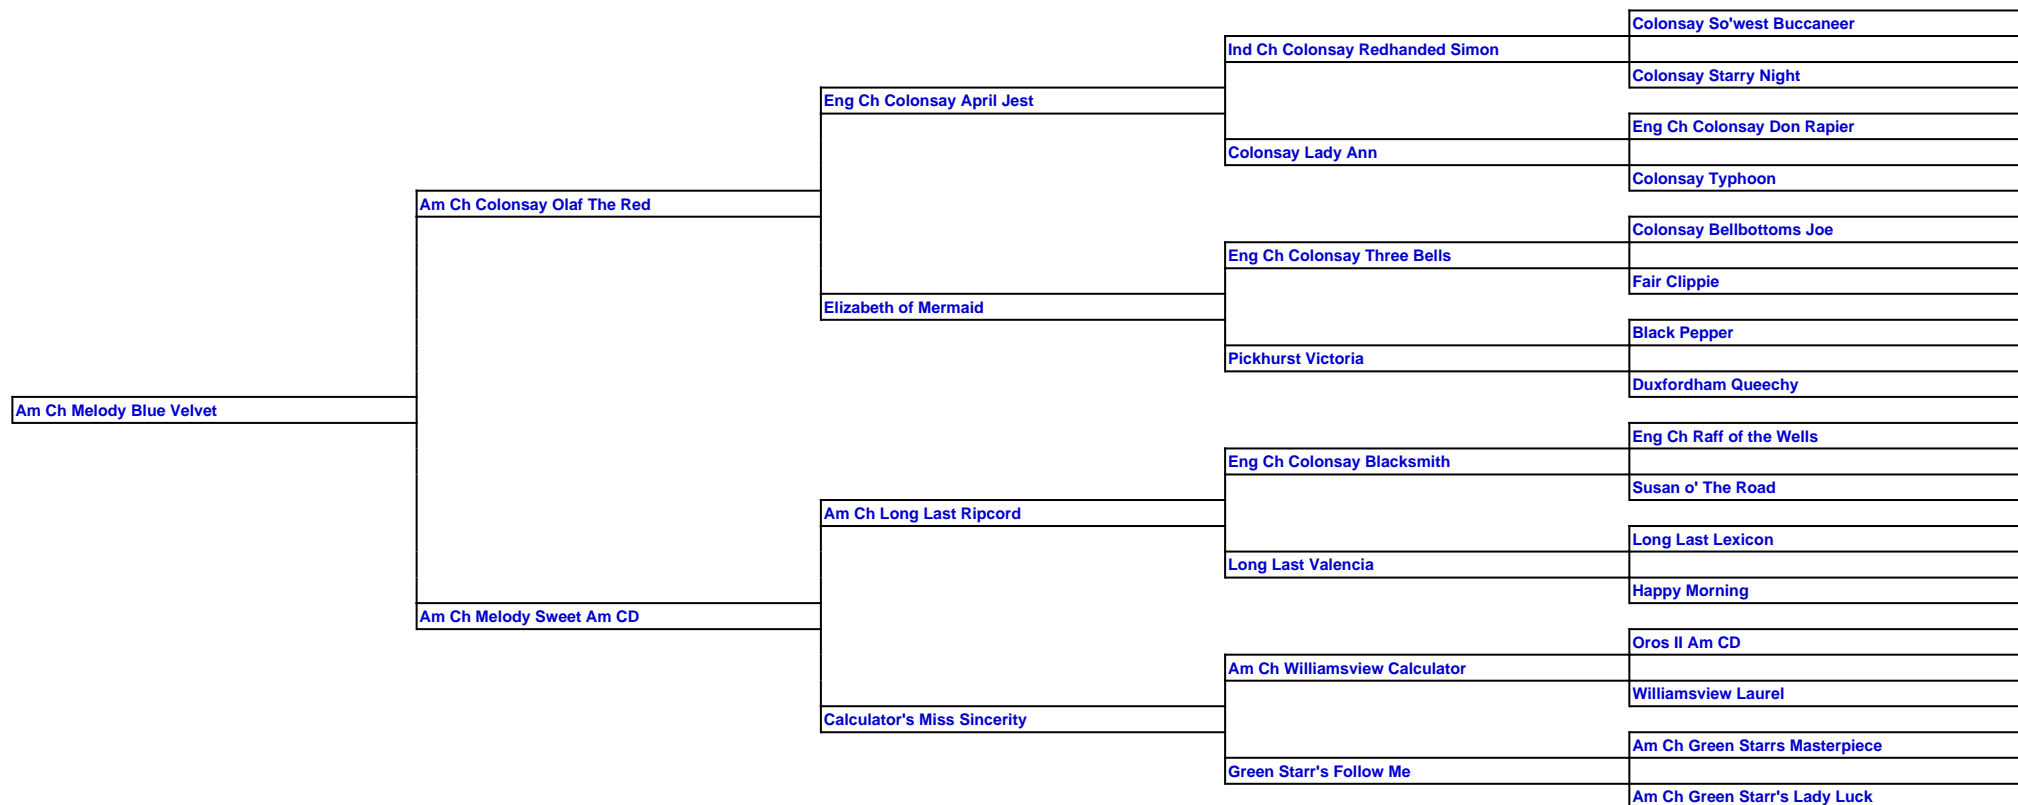 Colonsay So'west Buccaneer
Ind Ch Colonsay Redhanded Simon
Colonsay Starry Night
Eng Ch Colonsay April Jest
Eng Ch Colonsay Don Rapier
Colonsay Lady Ann
Colonsay Typhoon
Am Ch Colonsay Olaf The Red
Colonsay Bellbottoms Joe
Eng Ch Colonsay Three Bells
Fair Clippie
Elizabeth of Mermaid
Black Pepper
Pickhurst Victoria
Duxfordham Queechy
Am Ch Melody Blue Velvet
Eng Ch Raff of the Wells
Eng Ch Colonsay Blacksmith
Susan o' The Road
Am Ch Long Last Ripcord
Long Last Lexicon
Long Last Valencia
Happy Morning
Am Ch Melody Sweet Am CD
Oros II Am CD
Am Ch Williamsview Calculator
Williamsview Laurel
Calculator's Miss Sincerity
Am Ch Green Starrs Masterpiece
Green Starr's Follow Me
Am Ch Green Starr's Lady Luck